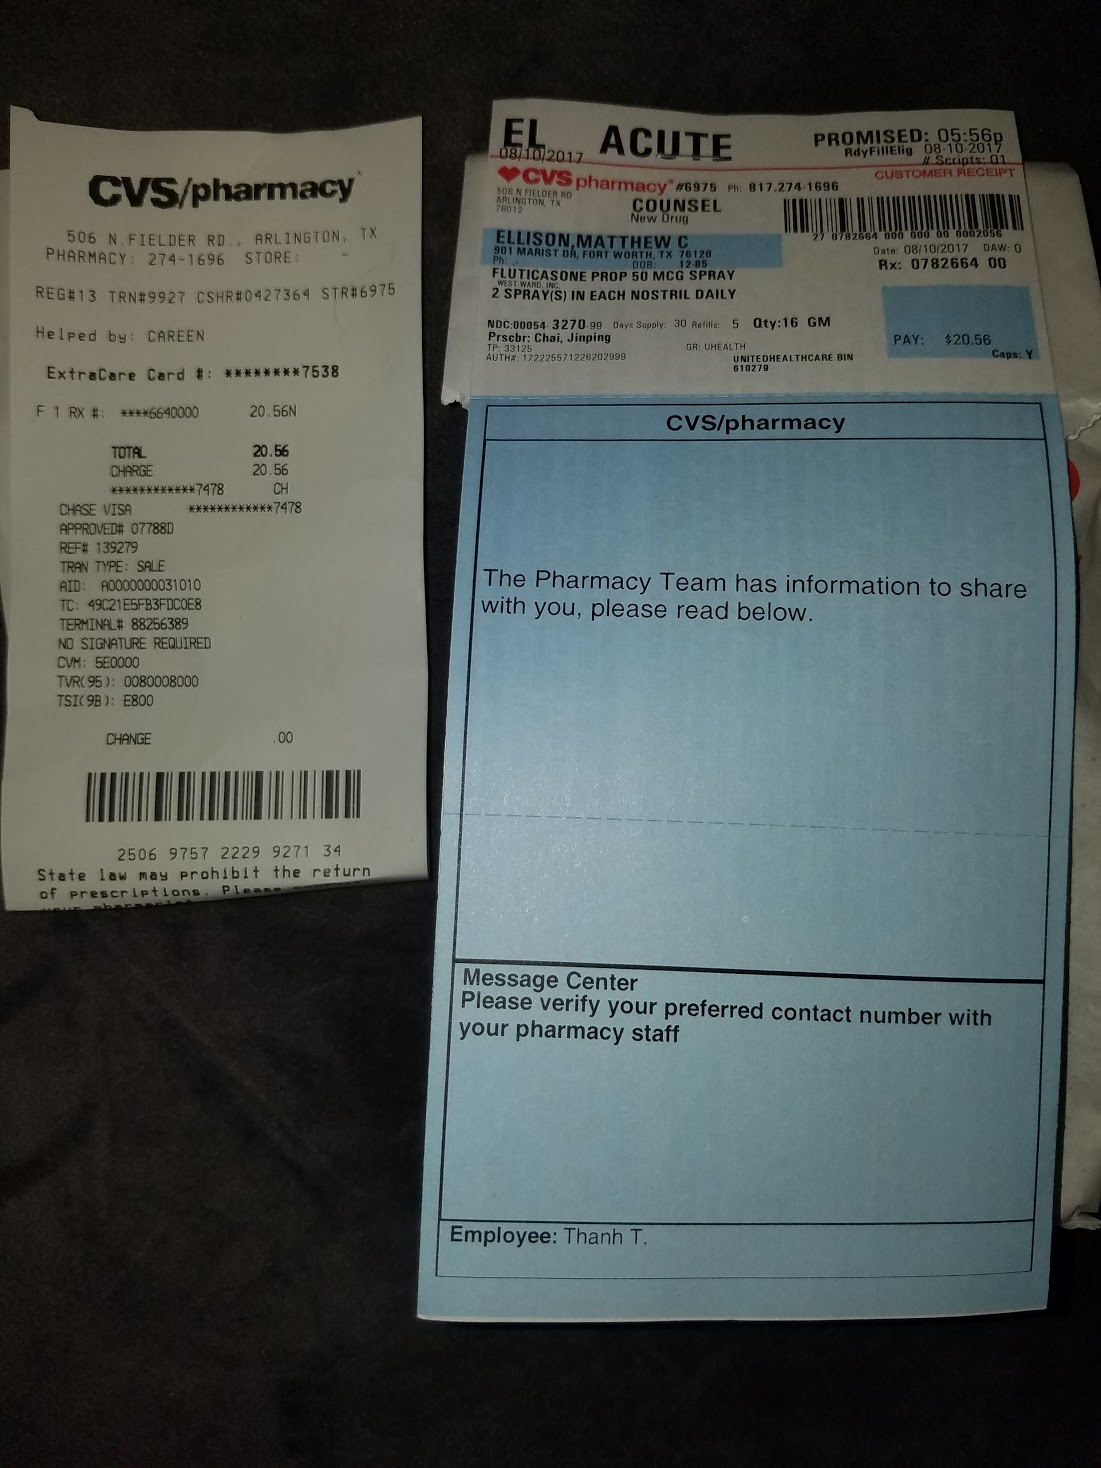 CVS/pharmacy
506 N.FIELDER RD., ARLINGTON, TX
PHARMACY: 274-1696 STORE: -
REG#13 TRN#9927 CSHR#0427364 STR#6975
Helped by: CAREEN
ExtraCare Card #: ********7538
F 1 RX #: ****6640000 20.56N
TOTAL 20.56
CHARGE 20.56
************7478 CH
CHASE VISA ************7478
APPROVED# 07788D
REF# 139279
TRAN TYPE: SALE
AID: A0000000031010
TC: 49C21E5FB3FDC0E8
TERMINAL# 88256389
NO SIGNATURE REQUIRED
CVM: 5E0000
TVR(95): 0080008000
TSI(9B): E800
CHANGE .00
2506 9757 2229 9271 34
State law may prohibit the return
of prescriptions. Please
your pharmacist
EL ACUTE PROMISED: 05:56p
08/10/2017 RdyFillElig 08-10-2017
# Scripts: 01
CVS pharmacy #6975 Ph: 817.274-1696 CUSTOMER RECEIPT
506 N FIELDER RD
ARLINGTON, TX
76012
COUNSEL
New Drug
27 0782664 000 000 00 0002056
ELLISON,MATTHEW C
901 MARIST DR, FORT WORTH, TX 76120
Ph: DOB: 12-85
Date: 08/10/2017 DAW: 0
Rx: 0782664 00
FLUTICASONE PROP 50 MCG SPRAY
WEST-WARD, INC.
2 SPRAY(S) IN EACH NOSTRIL DAILY
NDC:00054-3270-99 Days Supply: 30 Refills: 5 Qty:16 GM
Prscbr: Chai, Jinping
TP: 33125 GR: UHEALTH
AUTH#: 172225571226202999 UNITEDHEALTHCARE BIN
610279
PAY: $20.56
Caps: Y
CVS/pharmacy
The Pharmacy Team has information to share
with you, please read below.
Message Center
Please verify your preferred contact number with
your pharmacy staff
Employee: Thanh T.